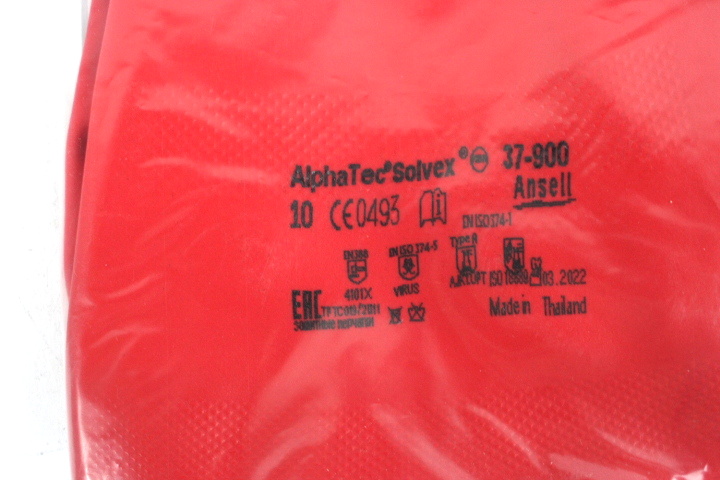 AlphaTec® Solvex® 37-900
Ansell
10 CE0493
EN ISO 374-1
EN388 EN ISO 374-5 Type A
G2
4101X VIRUS AJKLOPT ISO 18889 03.2022
EAC TP TC 019/2011 Made in Thailand